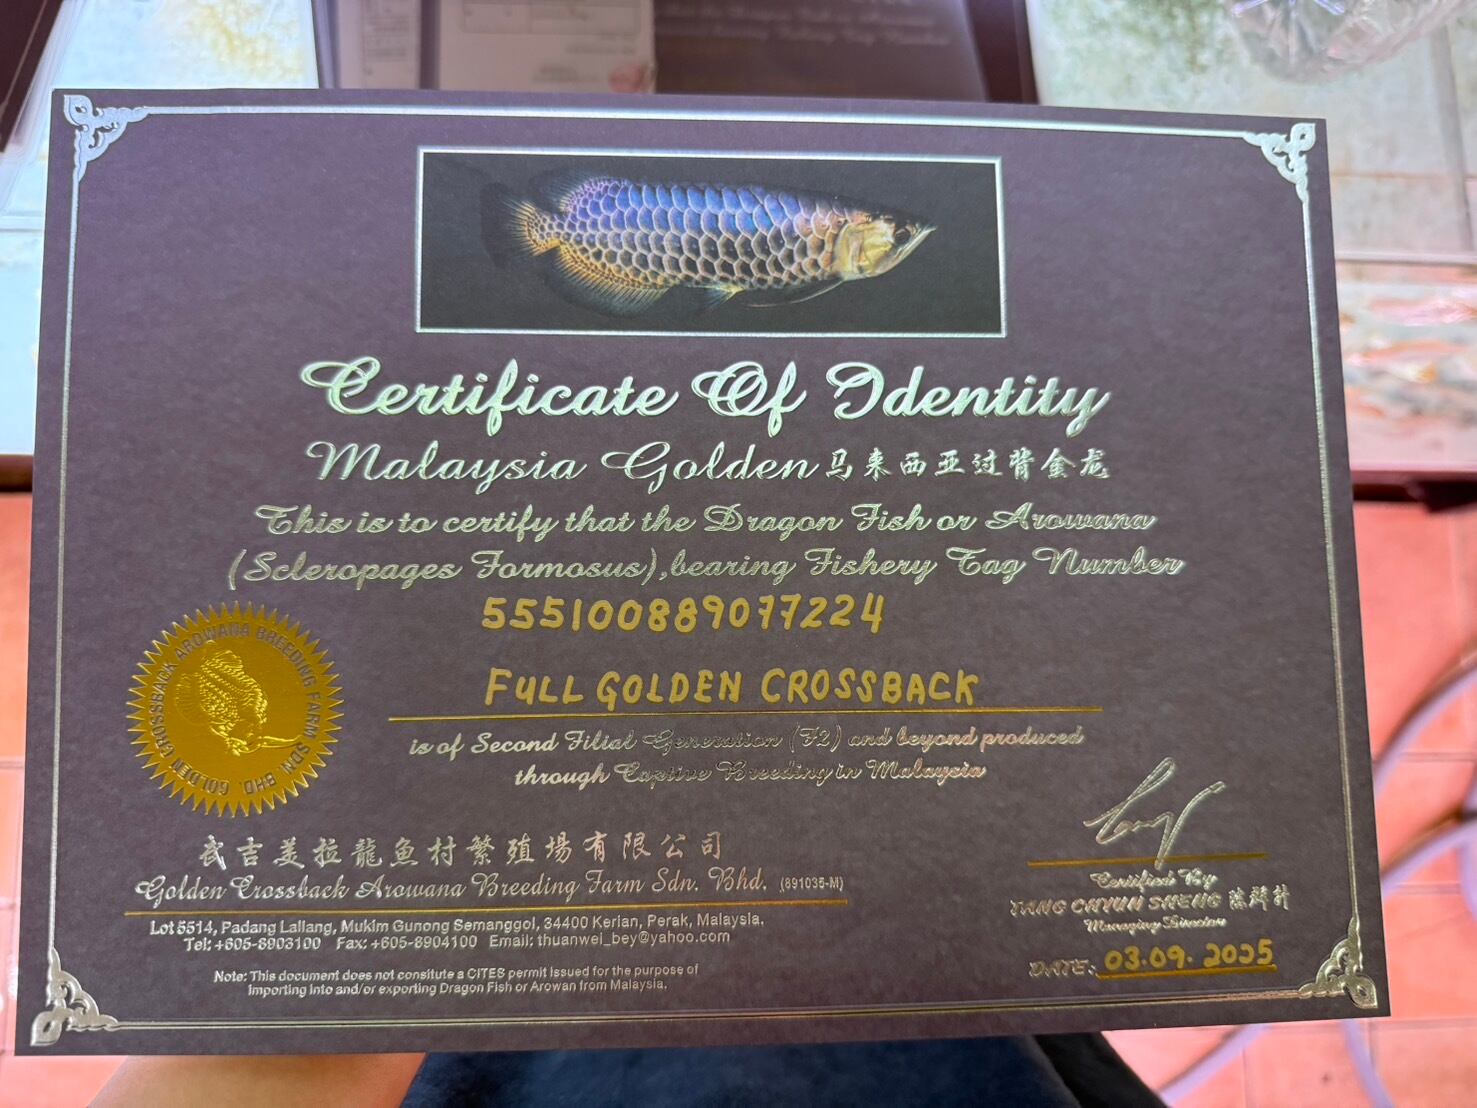 Certificate Of Identity
Malaysia Golden 马来西亚过背金龙
This is to certify that the Dragon Fish or Arowana
(Scleropages Formosus), bearing Fishery Tag Number
555100889077224
FULL GOLDEN CROSSBACK
is of Second Filial Generation (F2) and beyond produced
through Captive Breeding in Malaysia
GOLDEN CROSSBACK AROWANA BREEDING FARM SDN. BHD.
武吉美拉龍魚村繁殖場有限公司
Golden Crossback Arowana Breeding Farm Sdn. Bhd. (891035-M)
Lot 5514, Padang Lallang, Mukim Gunong Semanggol, 34400 Kerian, Perak, Malaysia.
Tel: +605-8903100 Fax: +605-8904100 Email: thuanwei_bey@yahoo.com
Note: This document does not consitute a CITES permit issued for the purpose of
importing into and/or exporting Dragon Fish or Arowan from Malaysia.
Certified By
TANG CHYUN SHENG
Managing Director
DATE: 03.09.2025